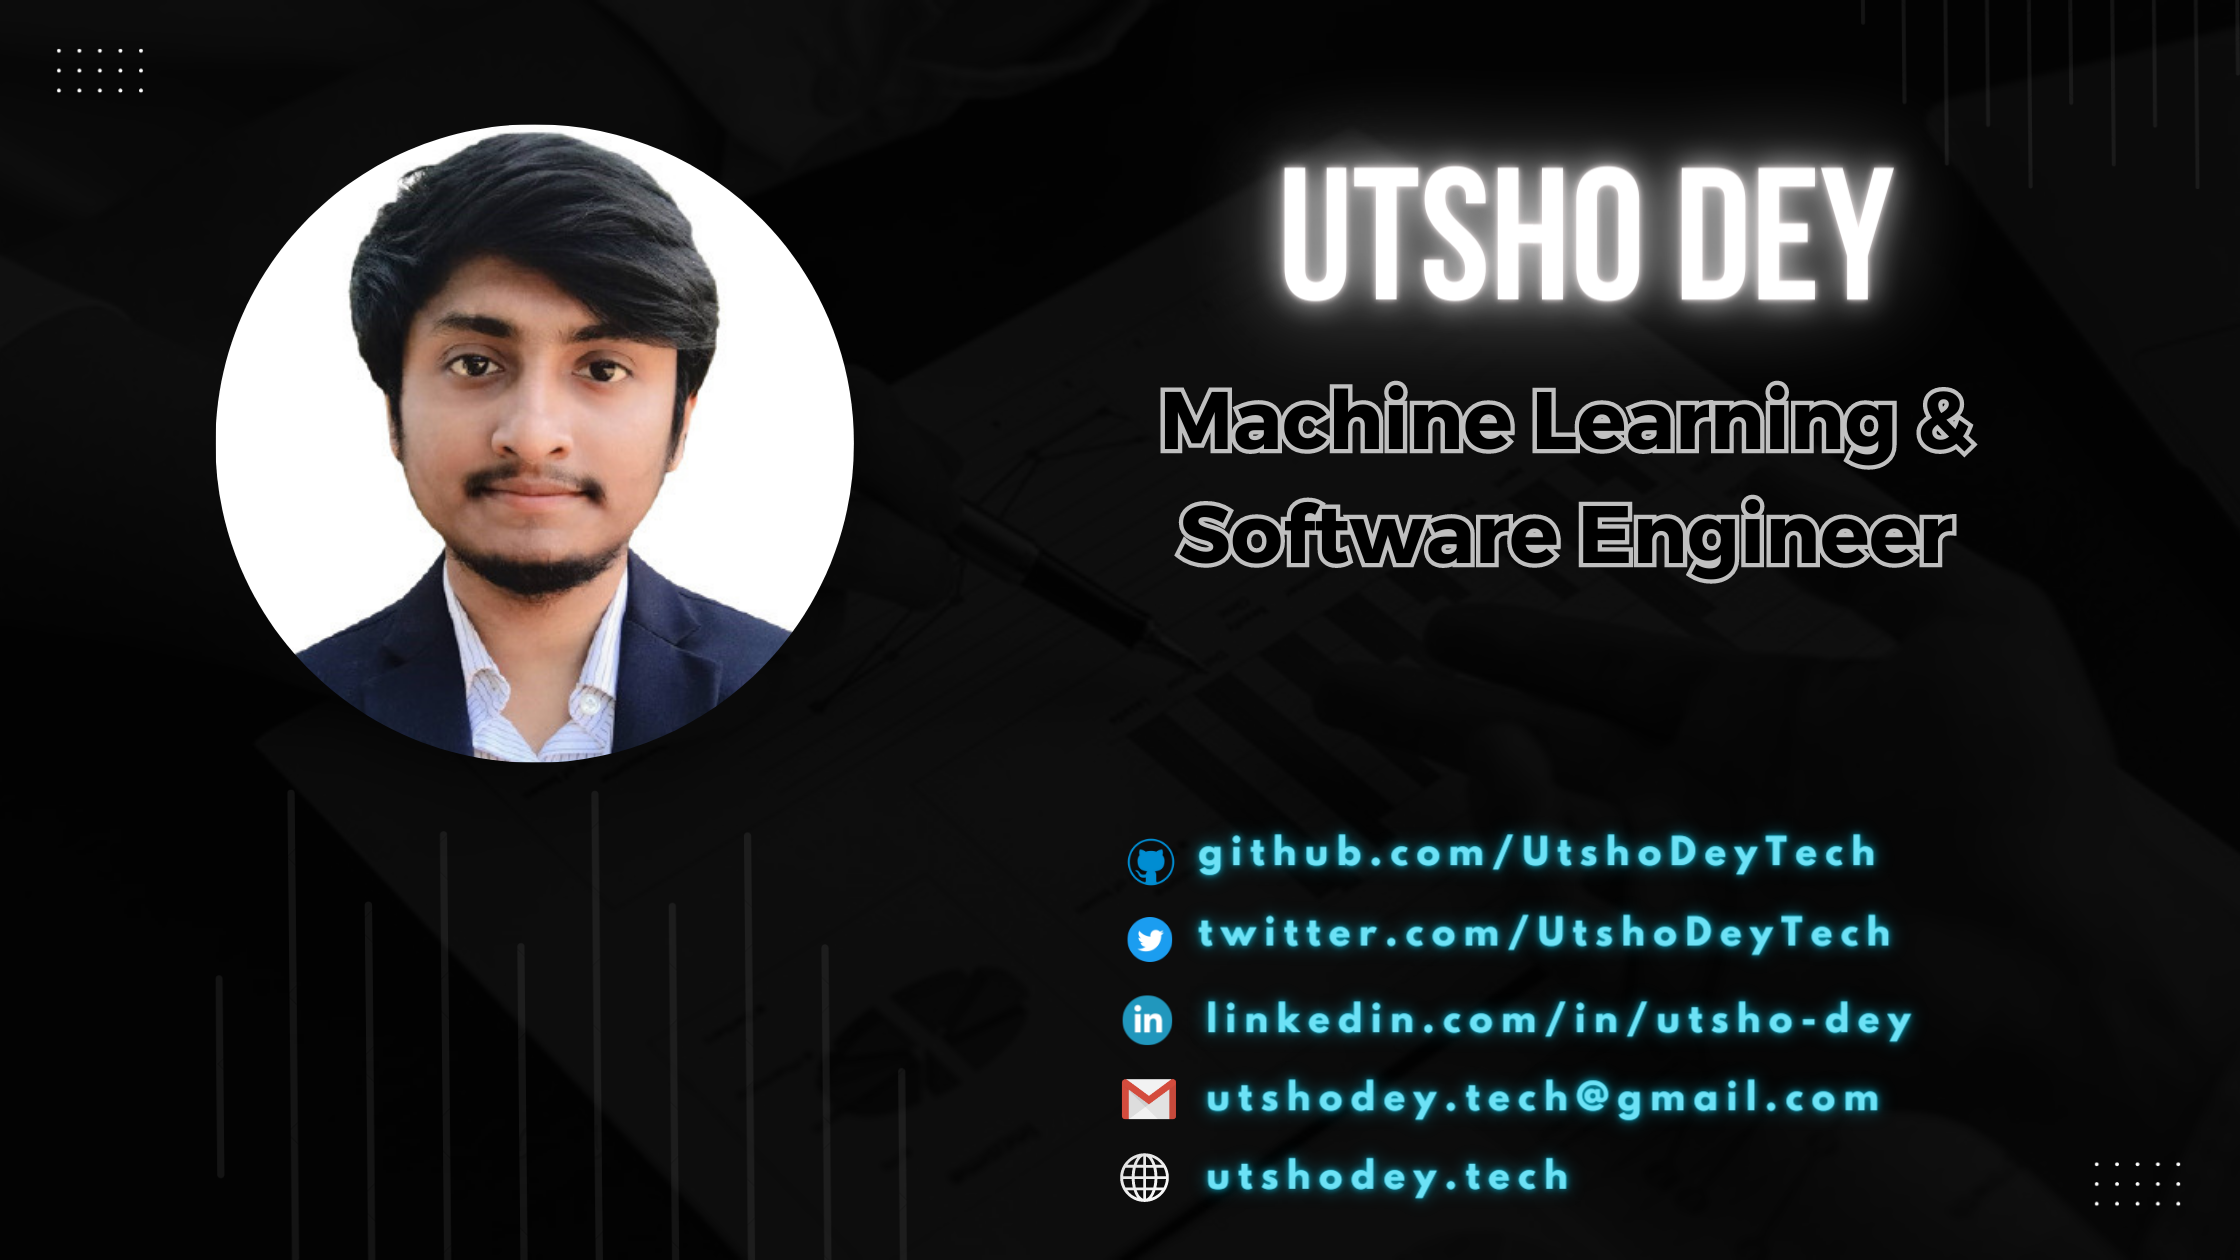 UTSHO DEY
Machine Learning &
Software Engineer
github.com/UtshoDeyTech
twitter.com/UtshoDeyTech
in
linkedin.com/in/utsho-dey
utshodey.tech@gmail.com
utshodey.tech